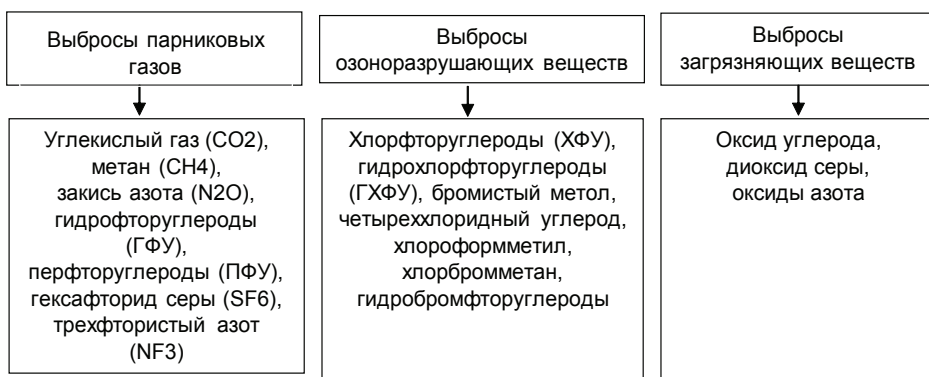 Выбросы парниковых
газов
Выбросы
озоноразрушающих веществ
Выбросы
загрязняющих веществ
Углекислый газ (CO2),
метан (CH4),
закись азота (N2O),
гидрофторуглероды
(ГФУ),
перфторуглероды (ПФУ),
гексафторид серы (SF6),
трехфтористый азот
(NF3)
Хлорфторуглероды (ХФУ),
гидрохлорфторуглероды
(ГХФУ), бромистый метол,
четыреххлоридный углерод,
хлороформметил,
хлорбромметан,
гидробромфторуглероды
Оксид углерода,
диоксид серы,
оксиды азота